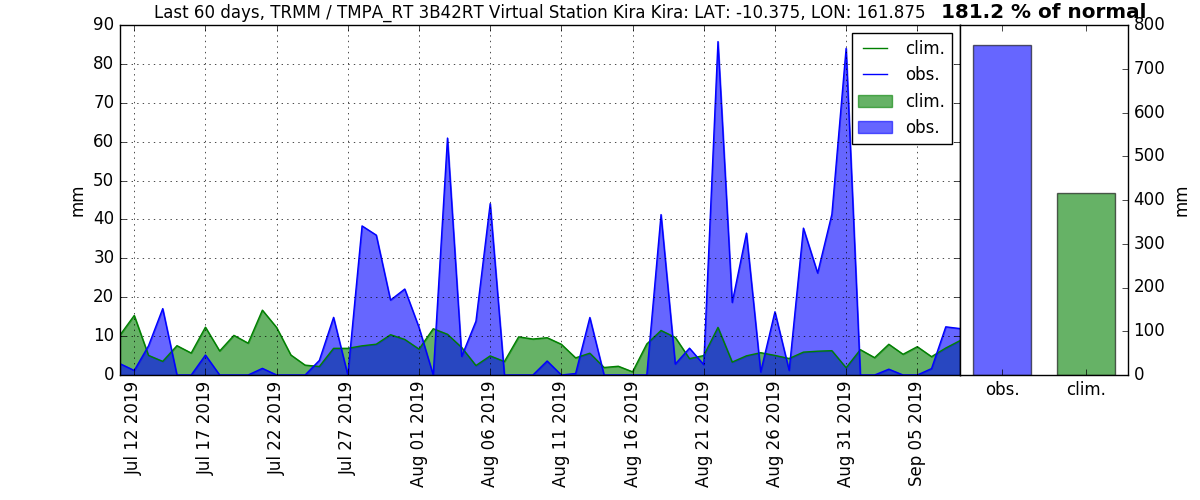 Last 60 days, TRMM / TMPA_RT 3B42RT Virtual Station Kira Kira: LAT: -10.375, LON: 161.875
181.2 % of normal
90
80
70
60
50
40
30
20
10
0
mm
clim.
obs.
clim.
obs.
Jul 12 2019
Jul 17 2019
Jul 22 2019
Jul 27 2019
Aug 01 2019
Aug 06 2019
Aug 11 2019
Aug 16 2019
Aug 21 2019
Aug 26 2019
Aug 31 2019
Sep 05 2019
800
700
600
500
400
300
200
100
0
mm
obs.
clim.